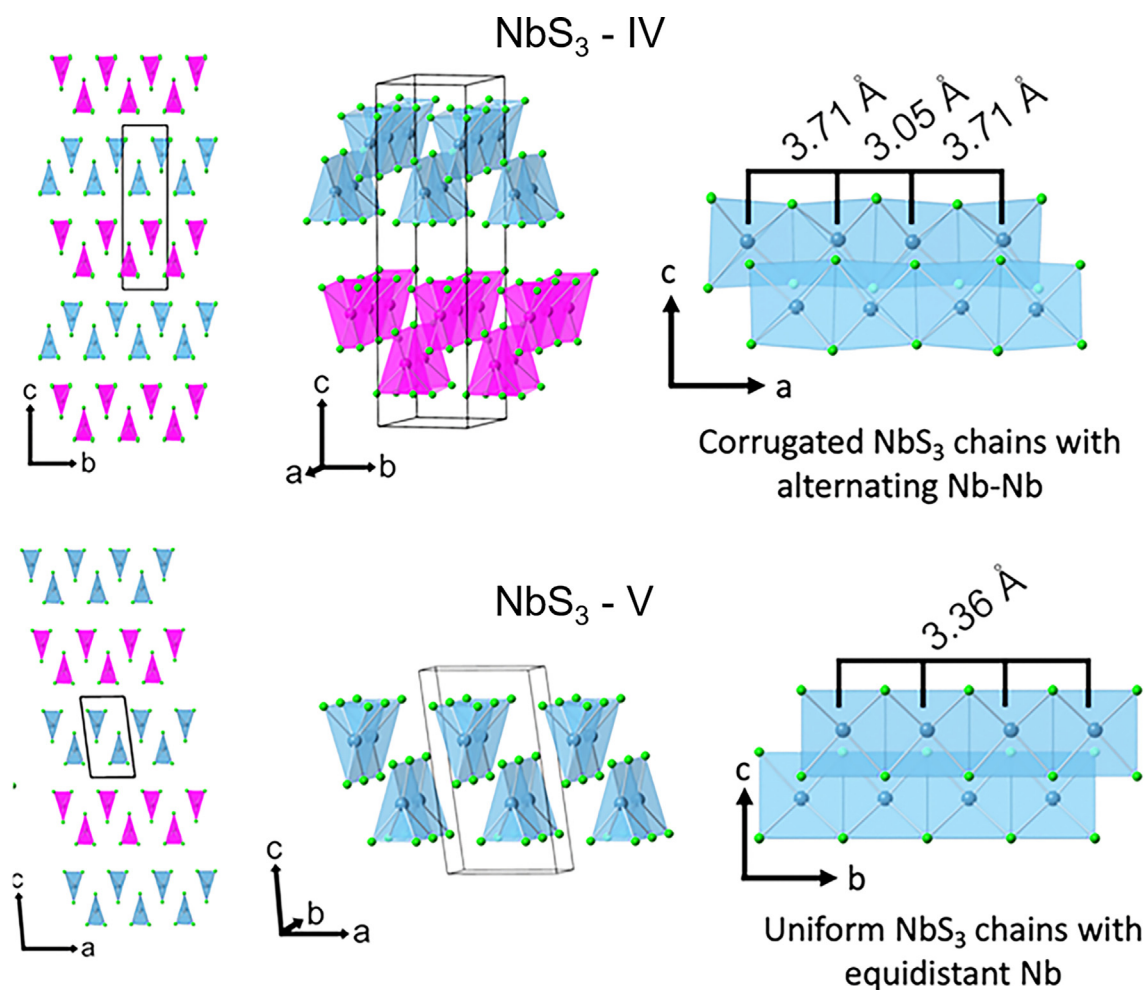 NbS₃ - IV
3.71 Å
3.05 Å
3.71 Å
c
b
c
a
b
c
a
Corrugated NbS₃ chains with
alternating Nb-Nb
NbS₃ - V
3.36 Å
c
a
c
b
a
c
b
Uniform NbS₃ chains with
equidistant Nb